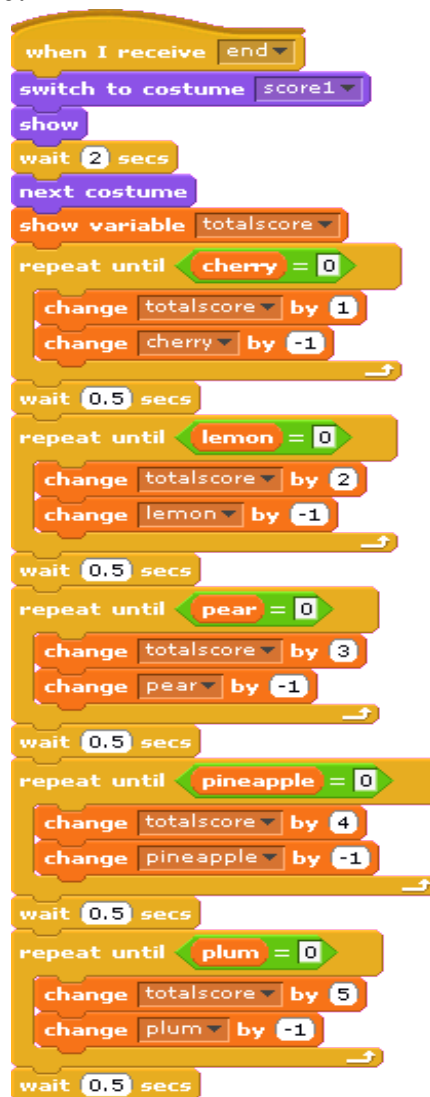 when I receive end
switch to costume score1
show
wait 2 secs
next costume
show variable totalscore
repeat until cherry = 0
change totalscore by 1
change cherry by -1
wait 0.5 secs
repeat until lemon = 0
change totalscore by 2
change lemon by -1
wait 0.5 secs
repeat until pear = 0
change totalscore by 3
change pear by -1
wait 0.5 secs
repeat until pineapple = 0
change totalscore by 4
change pineapple by -1
wait 0.5 secs
repeat until plum = 0
change totalscore by 5
change plum by -1
wait 0.5 secs